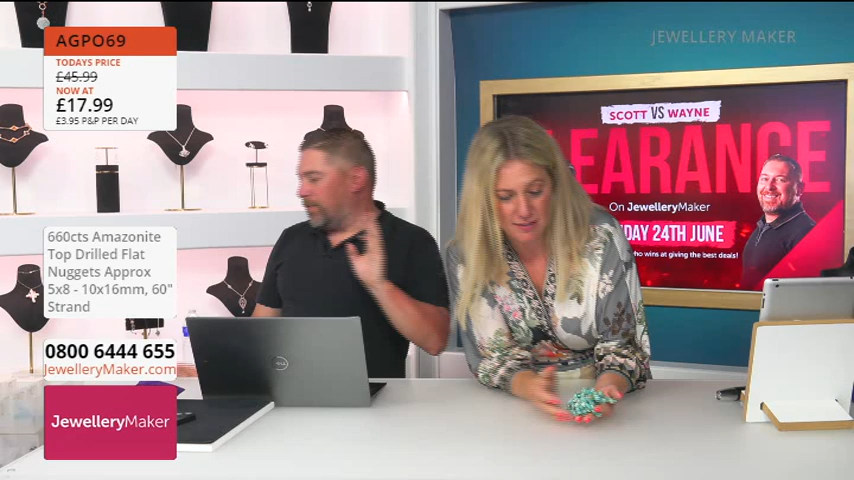 AGPO69
TODAYS PRICE
£45.99
NOW AT
£17.99
£3.95 P&P PER DAY
JEWELLERY MAKER
SCOTT VS WAYNE
EARANCE
On JewelleryMaker
DAY 24TH JUNE
who wins at giving the best deals!
660cts Amazonite
Top Drilled Flat
Nuggets Approx
5x8 - 10x16mm, 60"
Strand
0800 6444 655
JewelleryMaker.com
JewelleryMaker
DELL